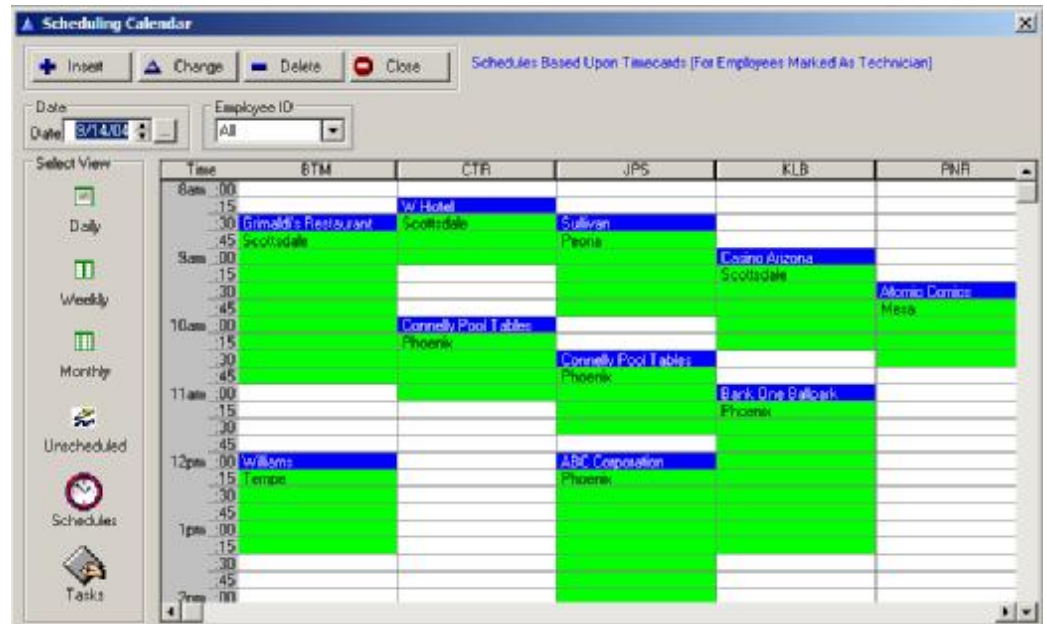 Scheduling Calendar
Insert Change Delete Close Schedules Based Upon Timecards (For Employees Marked As Technician)
Date Employee ID
Date 8/14/04 ... All
Select View
Daily
Weekly
Monthly
Unscheduled
Schedules
Tasks
Time BTM CTR JPS KLB PNR
8am :00
:15 W Hotel
:30 Grimaldi's Restaurant Scottsdale Sullivan
:45 Scottsdale Peoria
9am :00 Casino Arizona
:15 Scottsdale
:30 Atomic Comics
:45 Mesa
10am :00 Connelly Pool Tables
:15 Phoenix
:30 Connelly Pool Tables
:45 Phoenix
11am :00 Bank One Ballpark
:15 Phoenix
:30
:45
12pm :00 Williams ABC Corporation
:15 Tempe Phoenix
:30
:45
1pm :00
:15
:30
:45
2pm :00